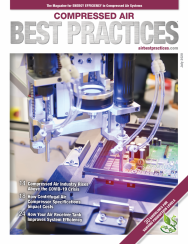 The Magazine for ENERGY EFFICIENCY in Compressed Air Systems
COMPRESSED AIR
BEST PRACTICES
airbestpractices.com
Compressed Air Industry Rises
Above the COVID-19 Crisis
How Centrifugal Air
Compressor Specifications
Impact Costs
24 How Your Air Receiver Tank
Improves System Efficiency